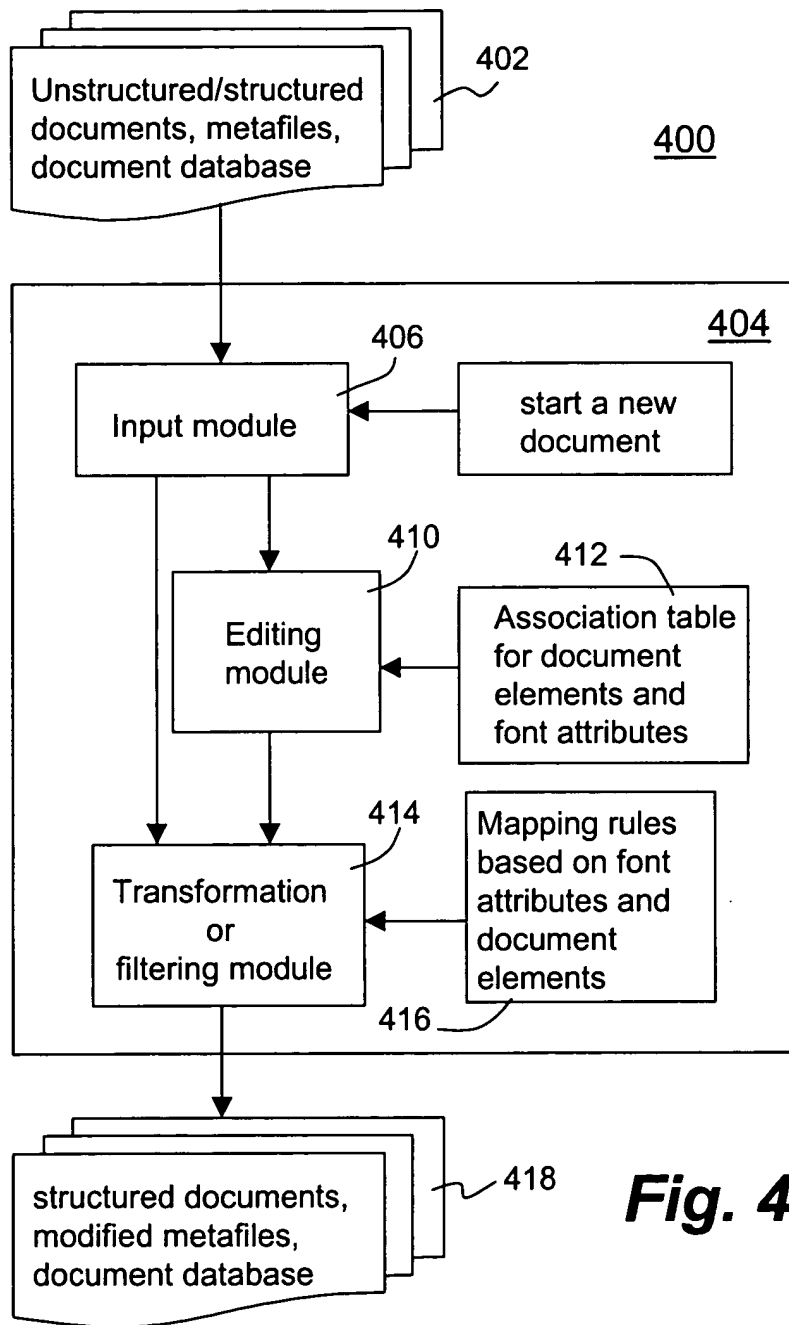 402
Unstructured/structured
documents, metafiles,
document database
400
404
406
Input module
start a new
document
410
412
Editing
module
Association table
for document
elements and
font attributes
414
Mapping rules
based on font
attributes and
document
elements
Transformation
or
filtering module
416
418
structured documents,
modified metafiles,
document database
Fig. 4